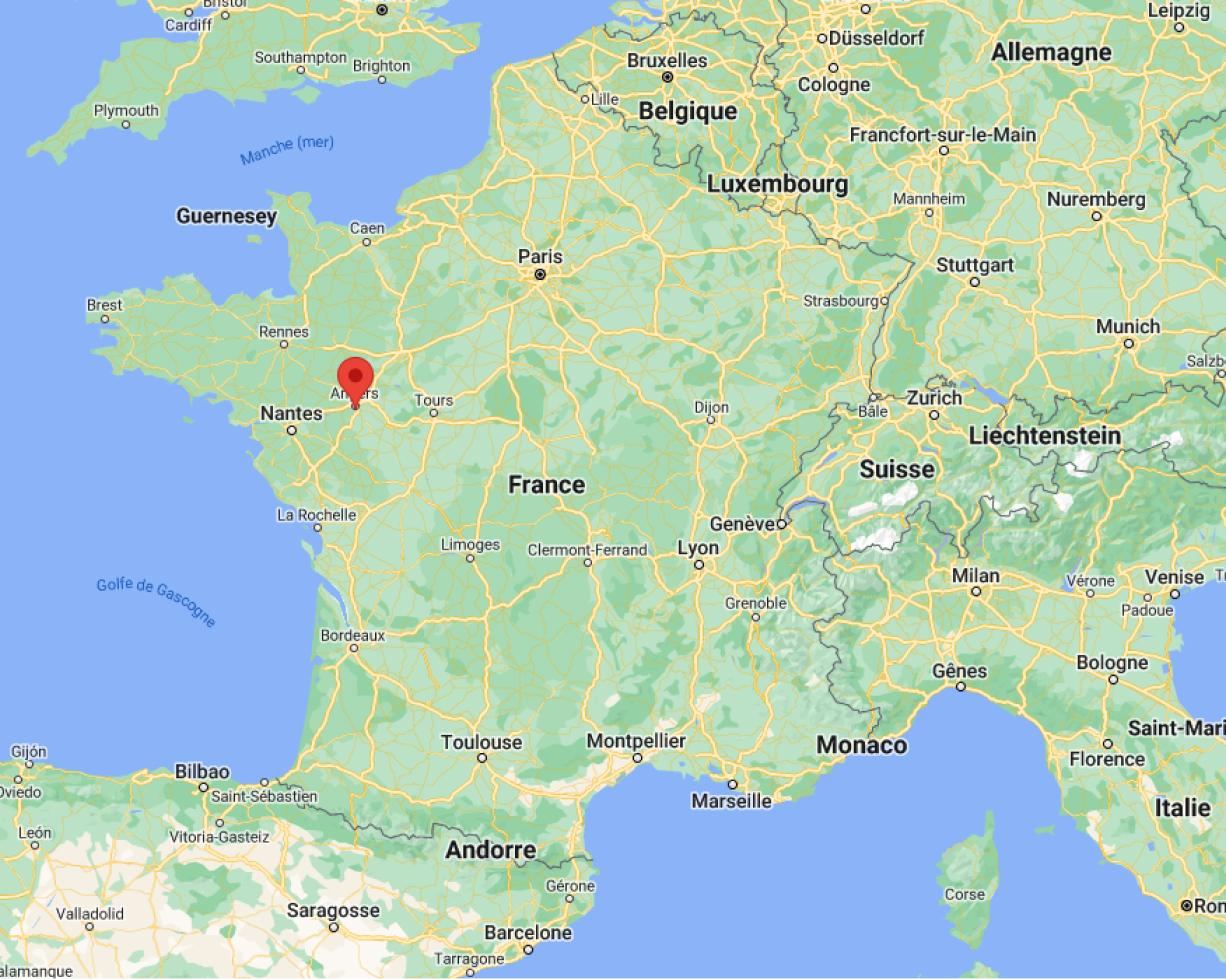 Bristol
Cardiff
Leipzig
Southampton
Brighton
Plymouth
Manche (mer)
Düsseldorf
Bruxelles
Cologne
Allemagne
Lille
Belgique
Francfort-sur-le-Main
Luxembourg
Mannheim
Nuremberg
Guernesey
Caen
Paris
Stuttgart
Strasbourg
Brest
Rennes
Munich
Salzb
Nantes
Tours
Dijon
Bâle
Zurich
Liechtenstein
Suisse
France
La Rochelle
Genève
Limoges
Clermont-Ferrand
Lyon
Golfe de Gascogne
Milan
Vérone
Venise
Tr
Padoue
Grenoble
Bordeaux
Bologne
Gênes
Toulouse
Montpellier
Monaco
Saint-Mari
Florence
Gijón
Oviedo
Bilbao
Saint-Sébastien
Marseille
Italie
León
Vitoria-Gasteiz
Andorre
Gérone
Corse
Valladolid
Saragosse
Rom
Barcelone
Tarragone
alamanque